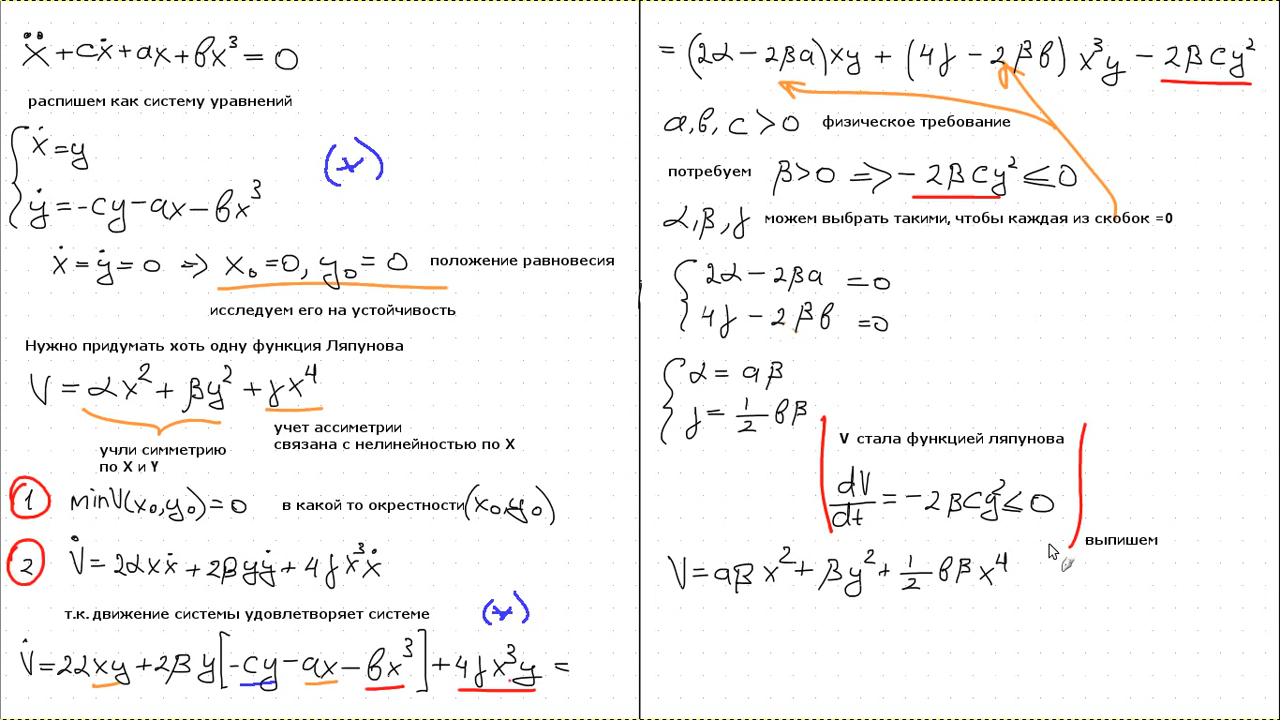 ẍ + cẋ + ax + bx³ = 0
распишем как систему уравнений
ẋ = y
(*)
ẏ = -cy - ax - bx³
ẋ = ẏ = 0 => x₀ = 0, y₀ = 0 положение равновесия
исследуем его на устойчивость
Нужно придумать хоть одну функция Ляпунова
V = αx² + βy² + γx⁴
учли симметрию
по X и Y
учет ассиметрии
связана с нелинейностью по X
1 minV(x₀,y₀) = 0 в какой то окрестности (x₀,y₀)
2 V̇ = 2αxẋ + 2βyẏ + 4γx³ẋ
т.к. движение системы удовлетворяет системе (*)
V̇ = 2αxy + 2βy[-cy - ax - bx³] + 4γx³y =
= (2α - 2βa)xy + (4γ - 2βb) x³y - 2βcy²
a, b, c > 0 физическое требование
потребуем β > 0 => - 2βcy² ≤ 0
α, β, γ можем выбрать такими, чтобы каждая из скобок =0
2α - 2βa = 0
4γ - 2βb = 0
α = aβ
γ = 1/2 bβ
V стала функцией ляпунова
dV/dt = -2βcy² ≤ 0
выпишем
V = aβx² + βy² + 1/2 bβx⁴